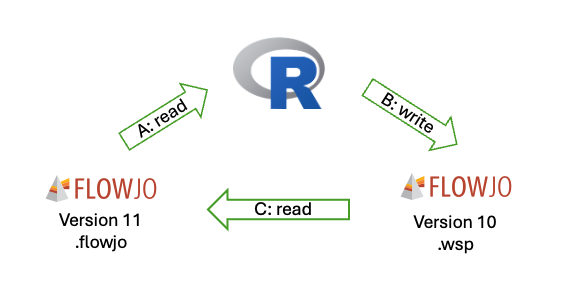 R
A: read
B: write
FLOWJO
Version 11
.flowjo
C: read
FLOWJO
Version 10
.wsp